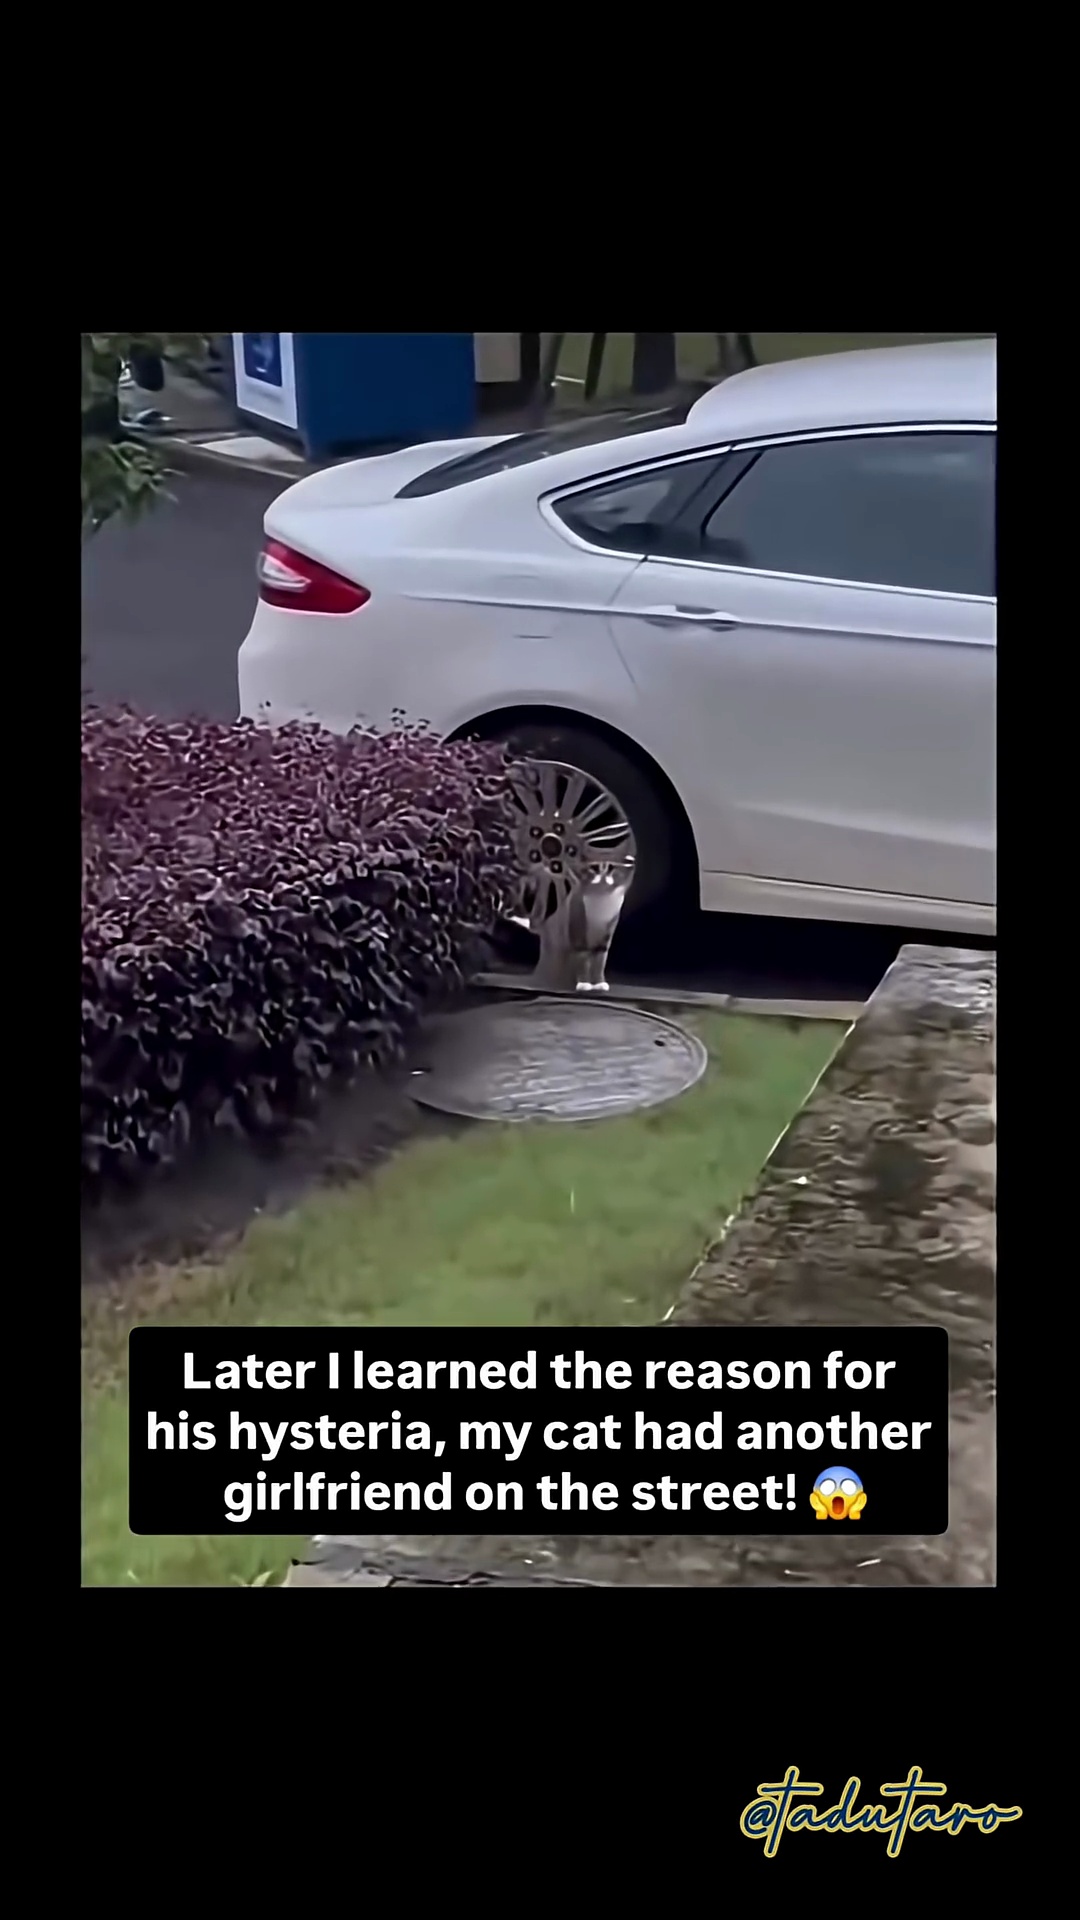 Later I learned the reason for
his hysteria, my cat had another
girlfriend on the street! 😱
@tadutaro